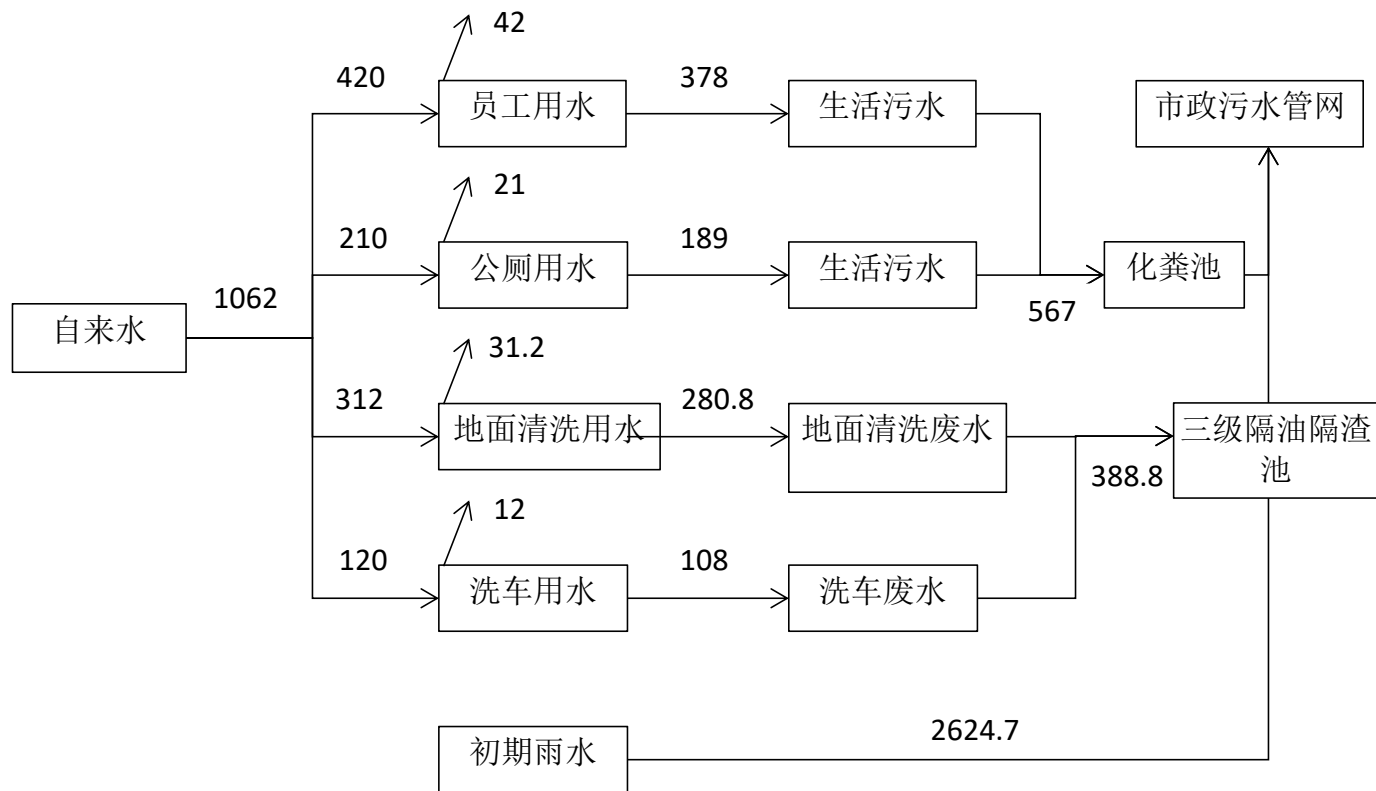 42
420
员工用水
378
生活污水
市政污水管网
21
210
公厕用水
189
生活污水
化粪池
567
1062
自来水
31.2
312
地面清洗用水
280.8
地面清洗废水
三级隔油隔渣
池
388.8
12
120
洗车用水
108
洗车废水
2624.7
初期雨水